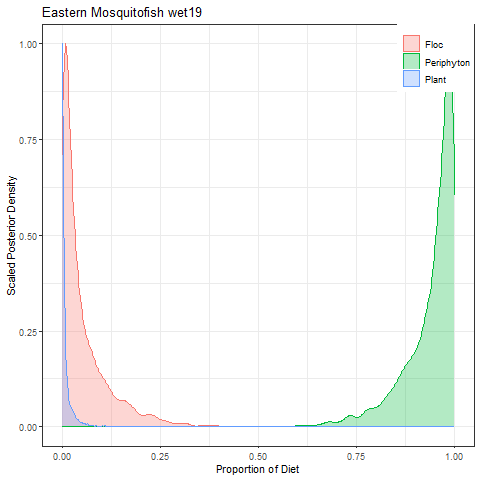 Eastern Mosquitofish wet19
Floc
Periphyton
Plant
1.00
0.75
0.50
0.25
0.00
Scaled Posterior Density
0.00 0.25 0.50 0.75 1.00
Proportion of Diet